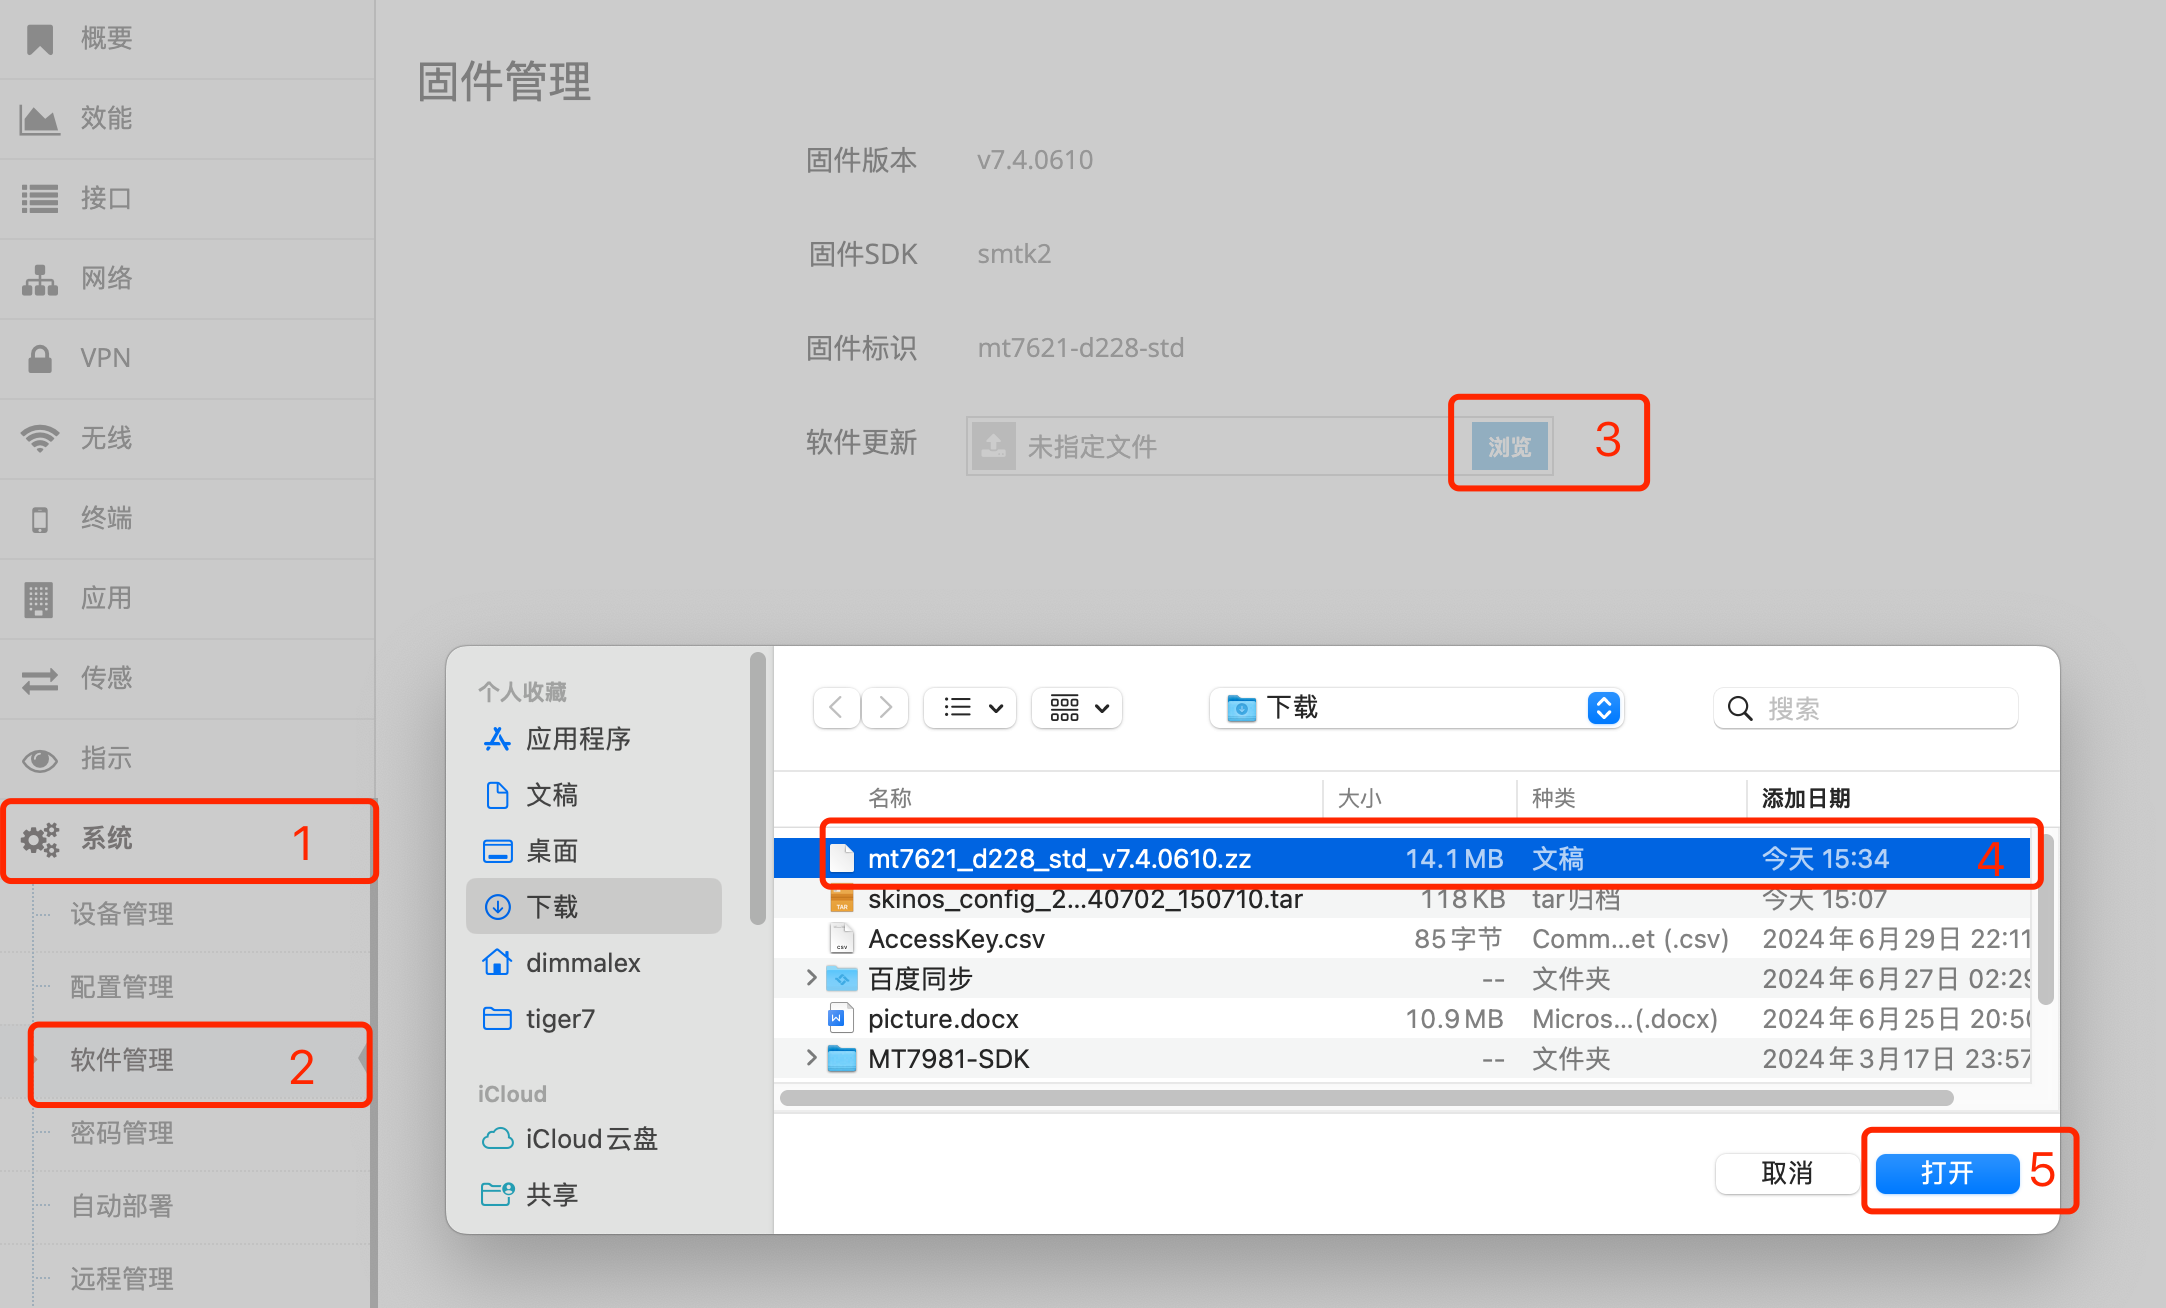 概要
效能
接口
网络
VPN
无线
终端
应用
传感
指示
系统
1
设备管理
配置管理
软件管理
2
密码管理
自动部署
远程管理
固件管理
固件版本 v7.4.0610
固件SDK smtk2
固件标识 mt7621-d228-std
软件更新 未指定文件 浏览 3
个人收藏
应用程序
文稿
桌面
下载
dimmalex
tiger7
iCloud
iCloud云盘
共享
下载
搜索
名称 大小 种类 添加日期
mt7621_d228_std_v7.4.0610.zz 14.1 MB 文稿 今天 15:34 4
skinos_config_2...40702_150710.tar 118 KB tar归档 今天 15:07
AccessKey.csv 85 字节 Comm...et (.csv) 2024年6月29日 22:11
百度同步 -- 文件夹 2024年6月27日 02:29
picture.docx 10.9 MB Micros...(.docx) 2024年6月25日 20:50
MT7981-SDK -- 文件夹 2024年3月17日 23:57
取消 打开 5